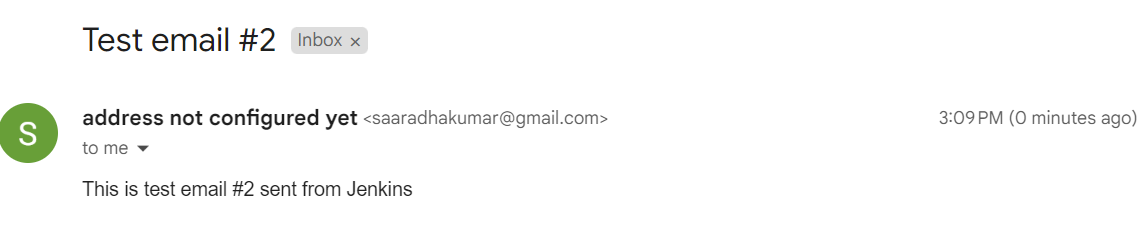 Test email #2 Inbox ×
S
address not configured yet <saaradhakumar@gmail.com> 3:09 PM (0 minutes ago)
to me
This is test email #2 sent from Jenkins